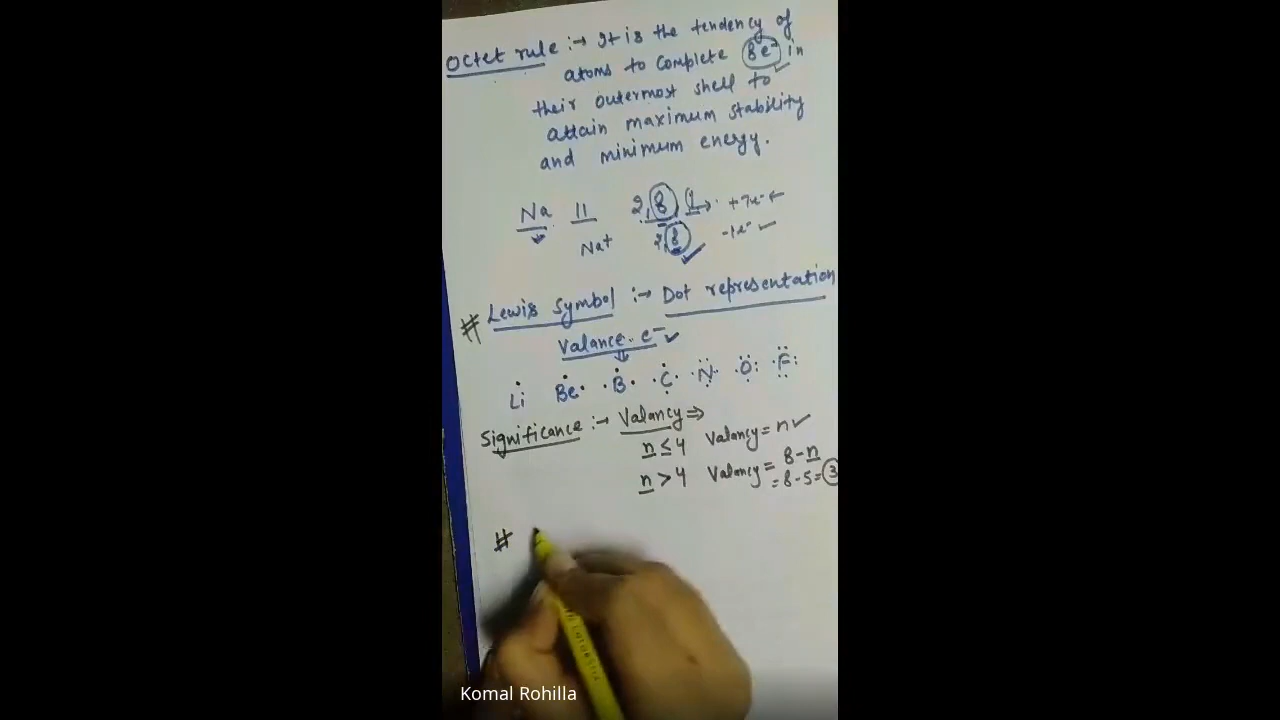 Octet rule :→ It is the tendency of
atoms to complete 8e⁻ in
their outermost shell to
attain maximum stability
and minimum energy.
Na 11 2,8,1 → +7e⁻ ←
Na⁺ 2,8 -1e⁻ ✓
# Lewis symbol :→ Dot representation
Valance e⁻ ✓
Li Be B C N O F
Significance :→ Valancy ⇒
n ≤ 4 Valancy = n ✓
n > 4 Valancy = 8-n
= 8-5 = 3
#
Komal Rohilla